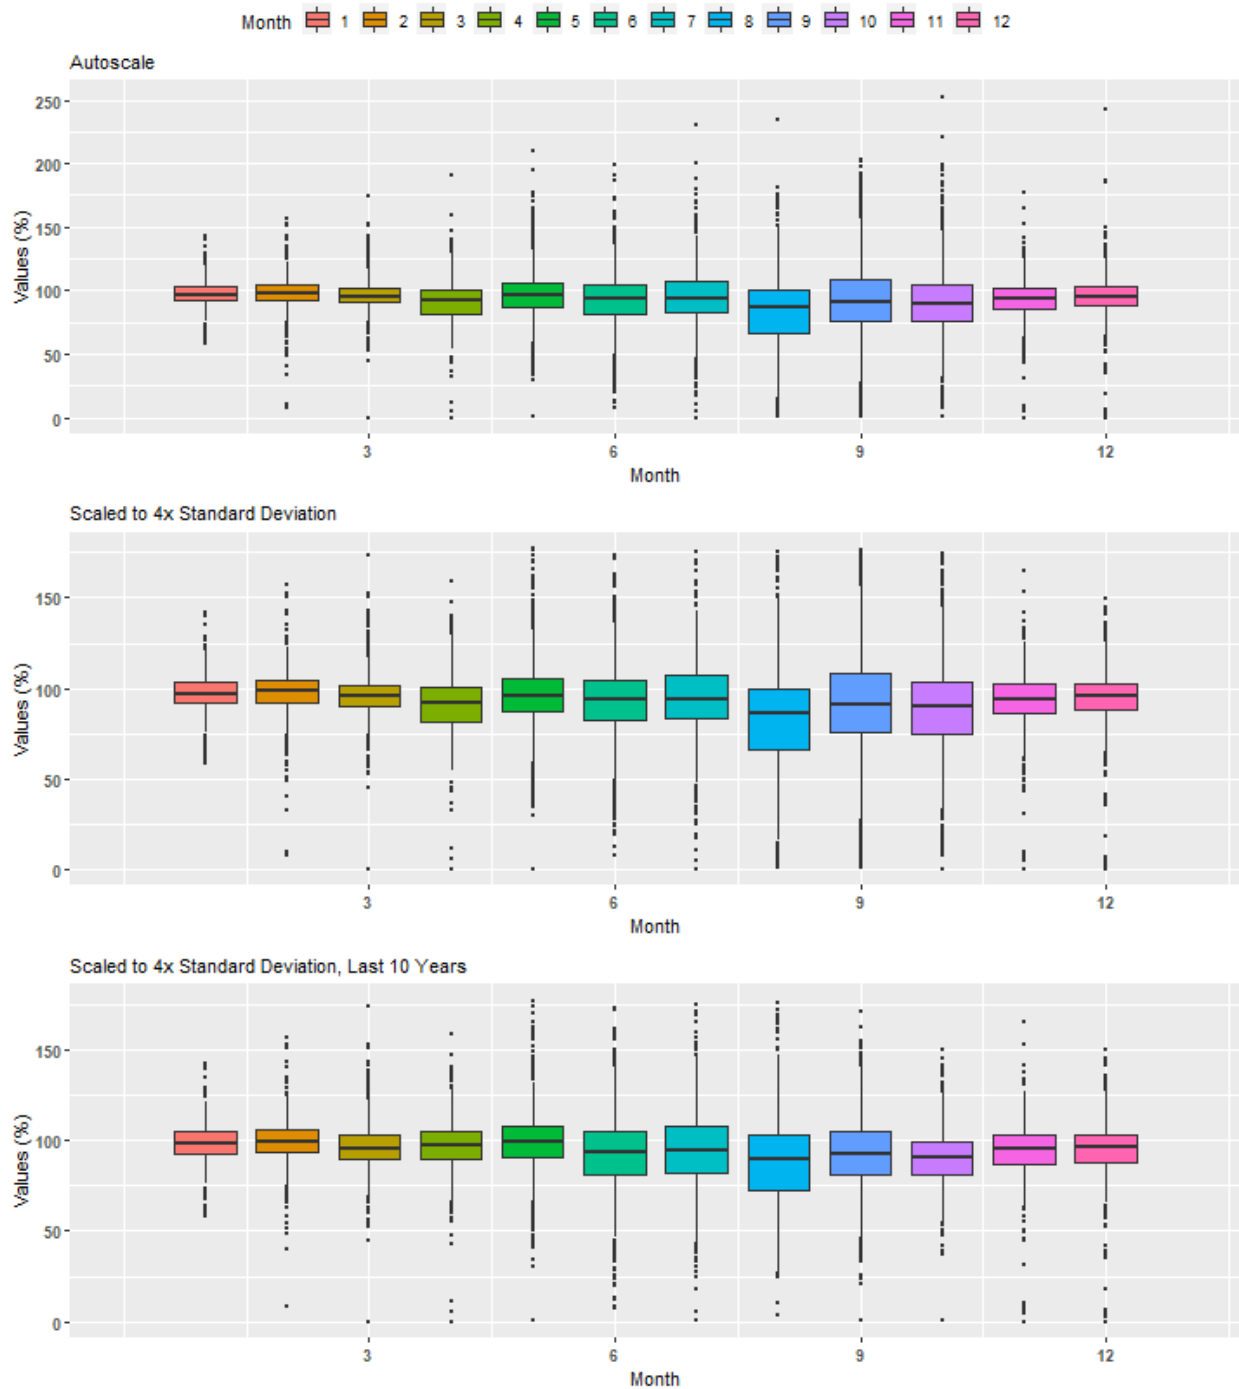 Month 1 2 3 4 5 6 7 8 9 10 11 12
Autoscale
Values (%)
250
200
150
100
50
0
3 6 9 12
Month
Scaled to 4x Standard Deviation
Values (%)
150
100
50
0
3 6 9 12
Month
Scaled to 4x Standard Deviation, Last 10 Years
Values (%)
150
100
50
0
3 6 9 12
Month